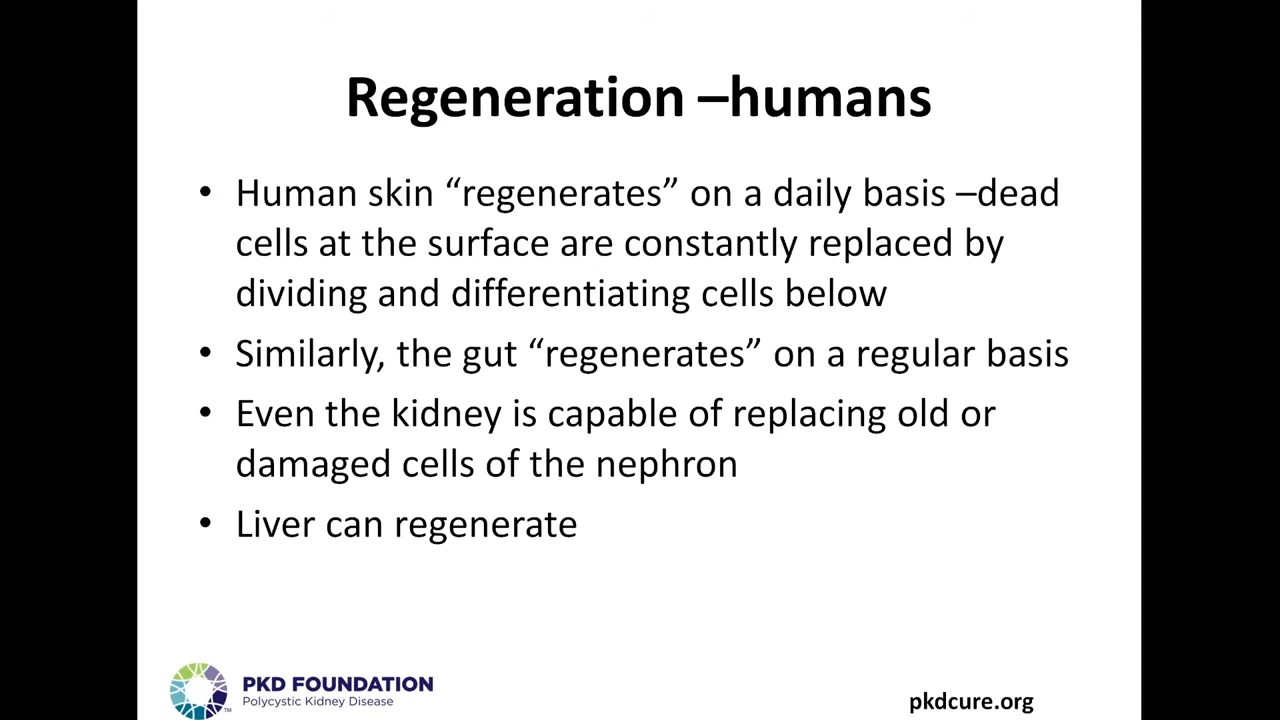 Regeneration –humans
• Human skin “regenerates” on a daily basis –dead
cells at the surface are constantly replaced by
dividing and differentiating cells below
• Similarly, the gut “regenerates” on a regular basis
• Even the kidney is capable of replacing old or
damaged cells of the nephron
• Liver can regenerate
PKD FOUNDATION
Polycystic Kidney Disease
TM
pkdcure.org